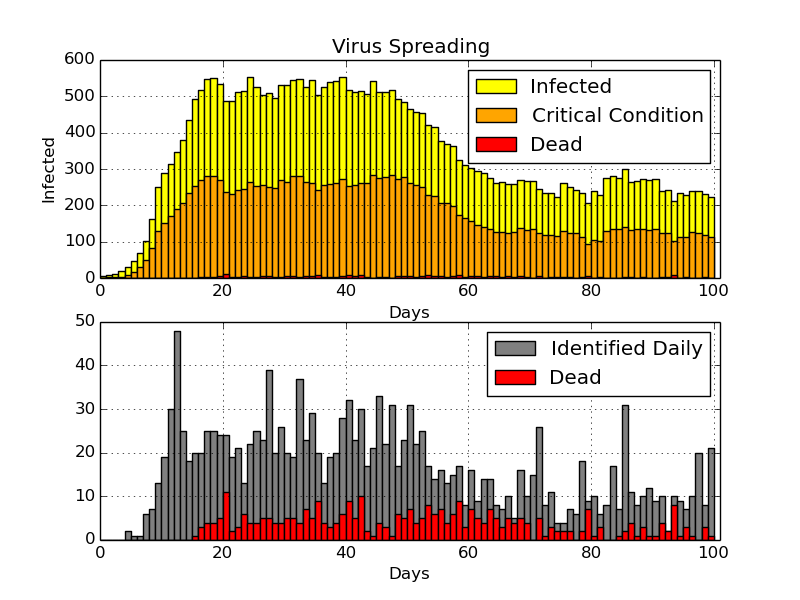 Virus Spreading
600
500
400
300
200
100
0
Infected
Infected
Critical Condition
Dead
0 20 40 60 80 100
Days
50
40
30
20
10
0
Identified Daily
Dead
0 20 40 60 80 100
Days